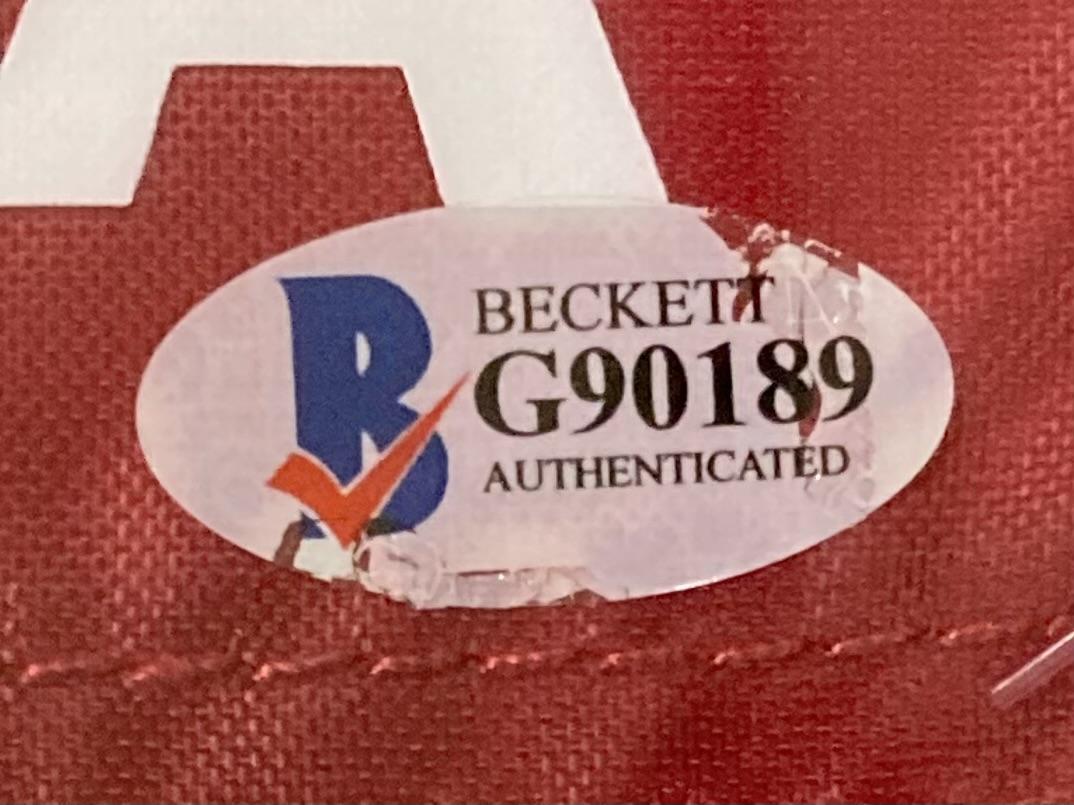 B
BECKETT
G90189
AUTHENTICATED